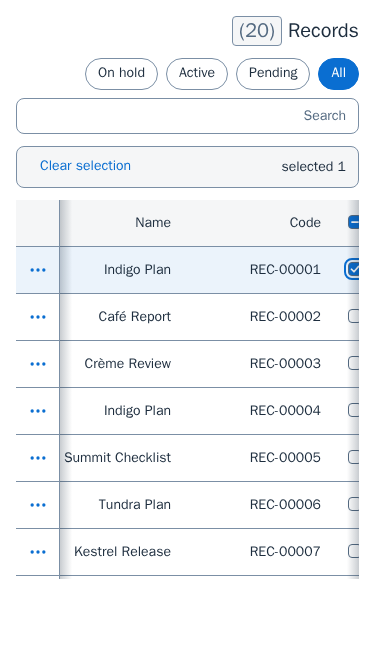 Records (20)
All Pending Active On hold
Search
1 selected Clear selection
Code Name
REC-00001 Indigo Plan
REC-00002 Café Report
REC-00003 Crème Review
REC-00004 Indigo Plan
REC-00005 Summit Checklist
REC-00006 Tundra Plan
REC-00007 Kestrel Release